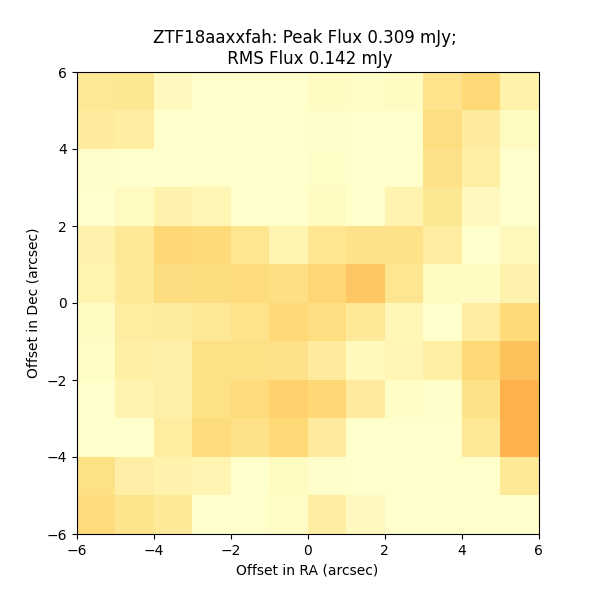 ZTF18aaxxfah: Peak Flux 0.309 mJy;
RMS Flux 0.142 mJy
6
4
2
0
−2
−4
−6
Offset in Dec (arcsec)
−6 −4 −2 0 2 4 6
Offset in RA (arcsec)